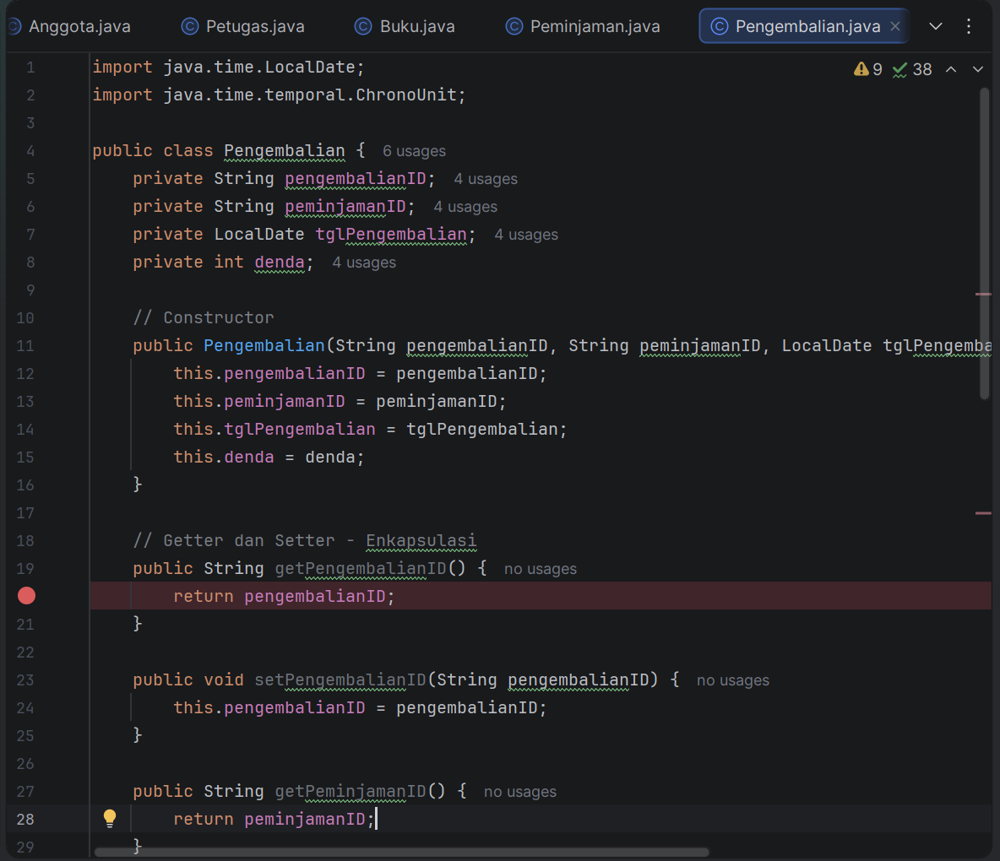 Anggota.java Petugas.java Buku.java Peminjaman.java Pengembalian.java
9 38
1 import java.time.LocalDate;
2 import java.time.temporal.ChronoUnit;
3
4 public class Pengembalian { 6 usages
5 private String pengembalianID; 4 usages
6 private String peminjamanID; 4 usages
7 private LocalDate tglPengembalian; 4 usages
8 private int denda; 4 usages
9
10 // Constructor
11 public Pengembalian(String pengembalianID, String peminjamanID, LocalDate tglPengemba
12 this.pengembalianID = pengembalianID;
13 this.peminjamanID = peminjamanID;
14 this.tglPengembalian = tglPengembalian;
15 this.denda = denda;
16 }
17
18 // Getter dan Setter - Enkapsulasi
19 public String getPengembalianID() { no usages
return pengembalianID;
21 }
22
23 public void setPengembalianID(String pengembalianID) { no usages
24 this.pengembalianID = pengembalianID;
25 }
26
27 public String getPeminjamanID() { no usages
28 return peminjamanID;
29 }